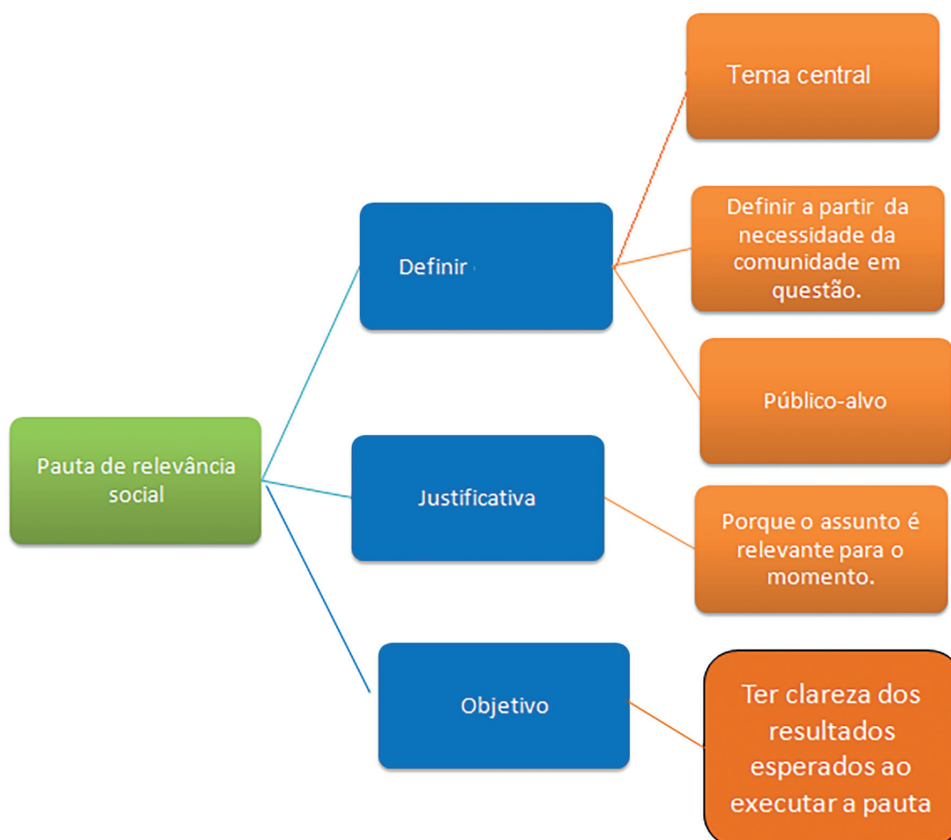 Pauta de relevância
social
Definir
Tema central
Definir a partir da
necessidade da
comunidade em
questão.
Público-alvo
Justificativa
Porque o assunto é
relevante para o
momento.
Objetivo
Ter clareza dos
resultados
esperados ao
executar a pauta